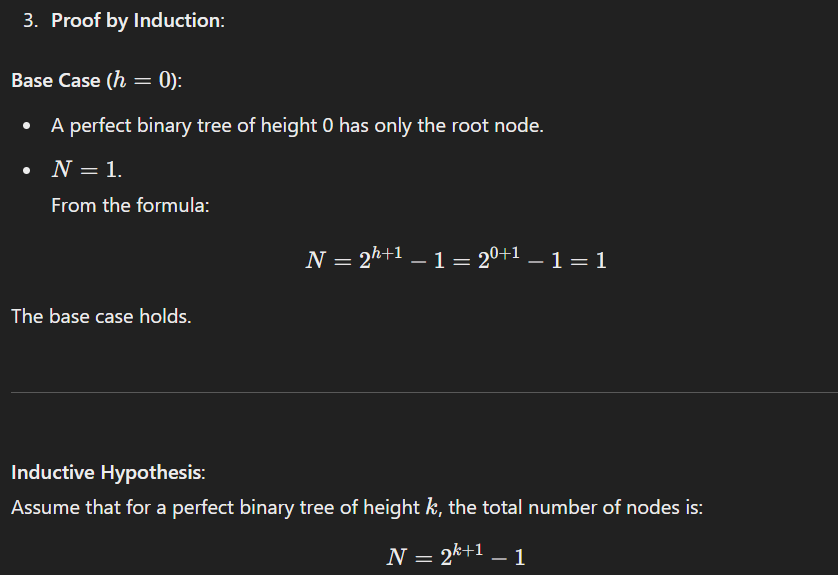 3. Proof by Induction:
Base Case (h = 0):
• A perfect binary tree of height 0 has only the root node.
• N = 1.
From the formula:
N = 2^{h+1} − 1 = 2^{0+1} − 1 = 1
The base case holds.
Inductive Hypothesis:
Assume that for a perfect binary tree of height k, the total number of nodes is:
N = 2^{k+1} − 1